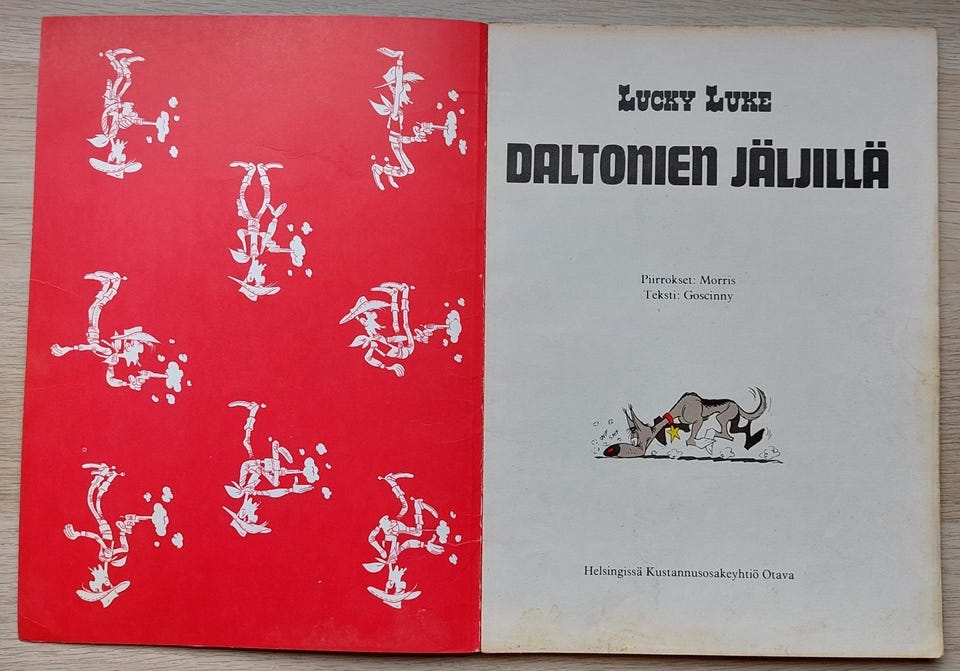 LUCKY LUKE
DALTONIEN JÄLJILLÄ
Piirrokset: Morris
Teksti: Goscinny
Helsingissä Kustannusosakeyhtiö Otava